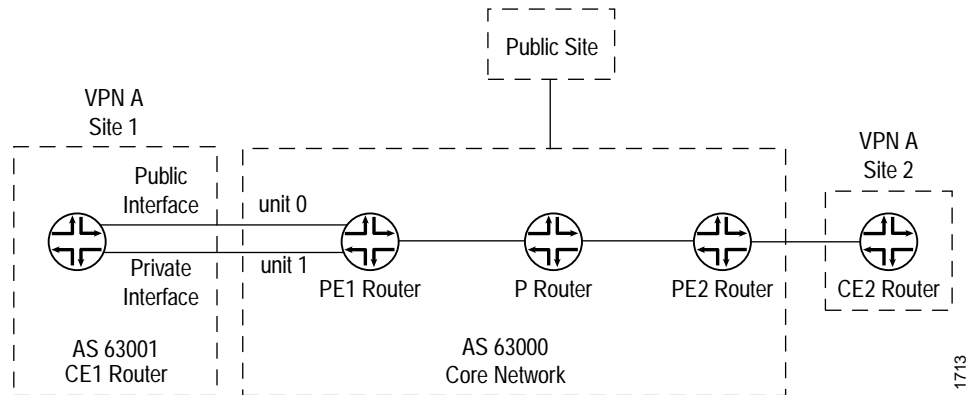 Public Site
VPN A
Site 1
VPN A
Site 2
Public
Interface
unit 0
Private
Interface
unit 1
PE1 Router
P Router
PE2 Router
CE2 Router
AS 63001
CE1 Router
AS 63000
Core Network
1713